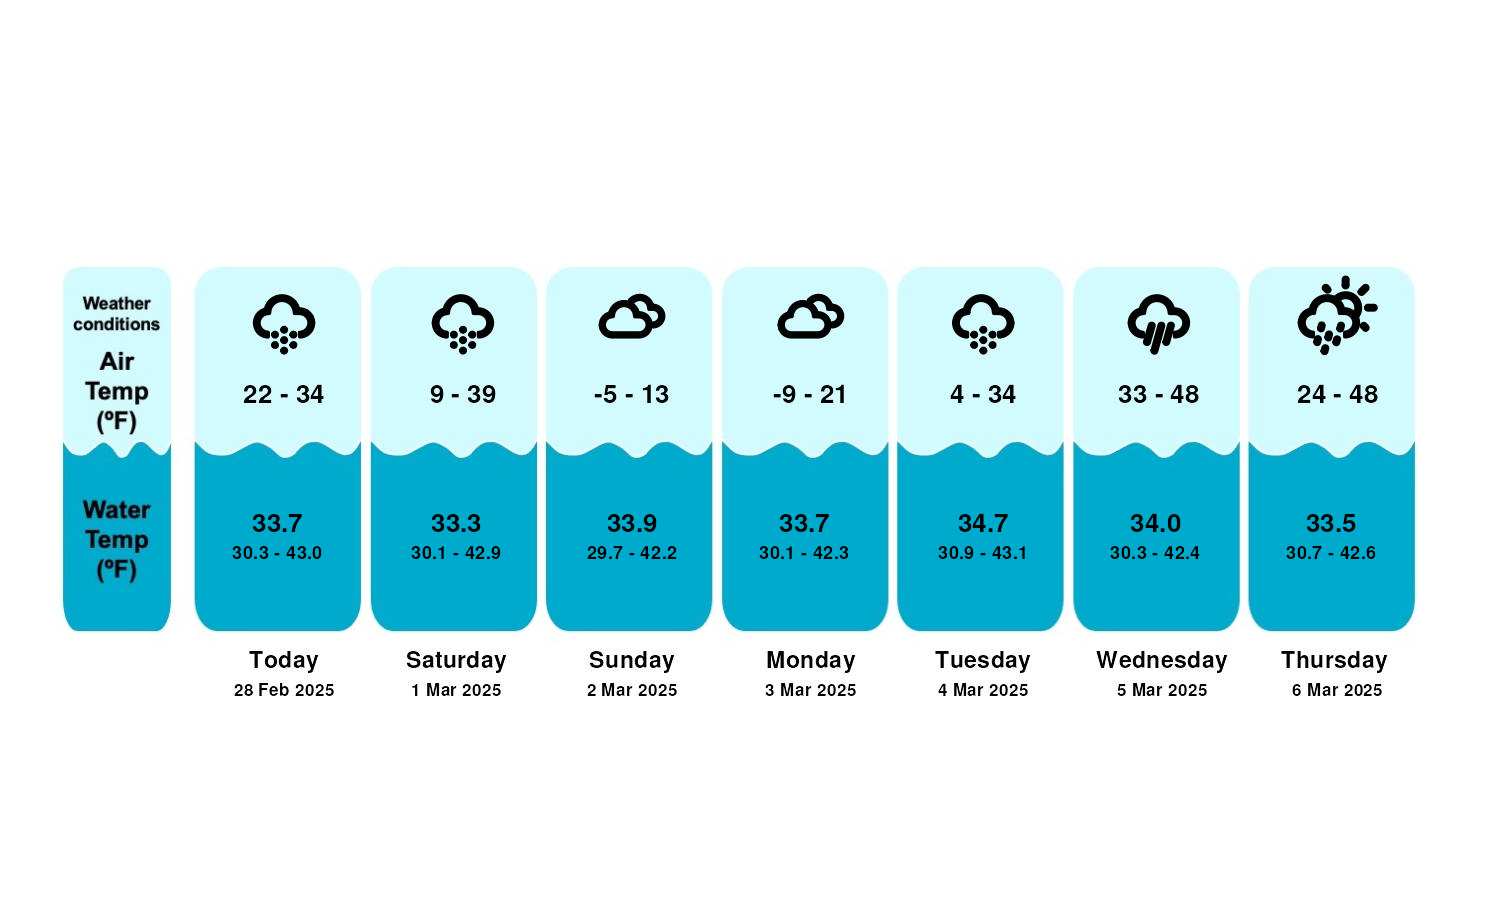 Weather
conditions
Air
Temp
(ºF)
22 - 34
9 - 39
-5 - 13
-9 - 21
4 - 34
33 - 48
24 - 48
Water
Temp
(ºF)
33.7
30.3 - 43.0
33.3
30.1 - 42.9
33.9
29.7 - 42.2
33.7
30.1 - 42.3
34.7
30.9 - 43.1
34.0
30.3 - 42.4
33.5
30.7 - 42.6
Today
28 Feb 2025
Saturday
1 Mar 2025
Sunday
2 Mar 2025
Monday
3 Mar 2025
Tuesday
4 Mar 2025
Wednesday
5 Mar 2025
Thursday
6 Mar 2025